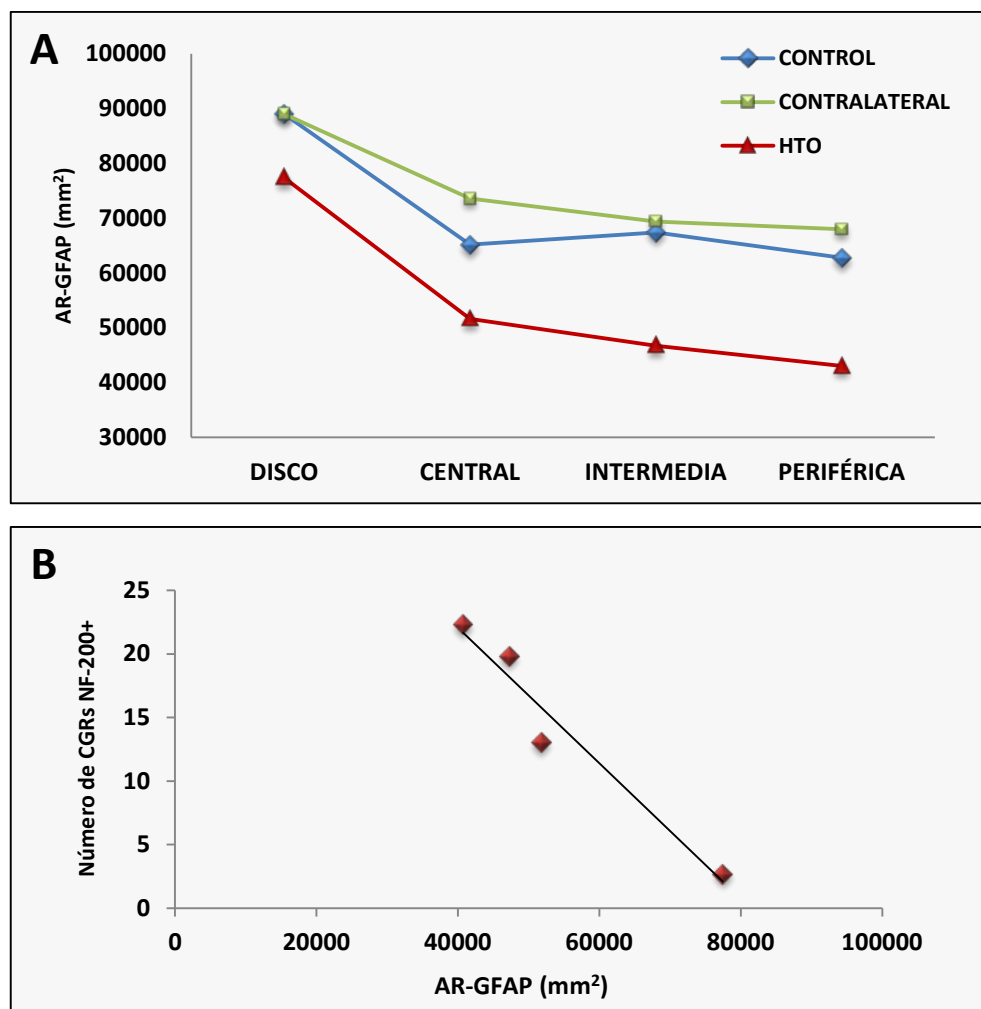 A
100000
90000
80000
70000
60000
50000
40000
30000
AR-GFAP (mm²)
CONTROL
CONTRALATERAL
HTO
DISCO CENTRAL INTERMEDIA PERIFÉRICA
B
25
20
15
10
5
0
Número de CGRs NF-200+
0 20000 40000 60000 80000 100000
AR-GFAP (mm²)